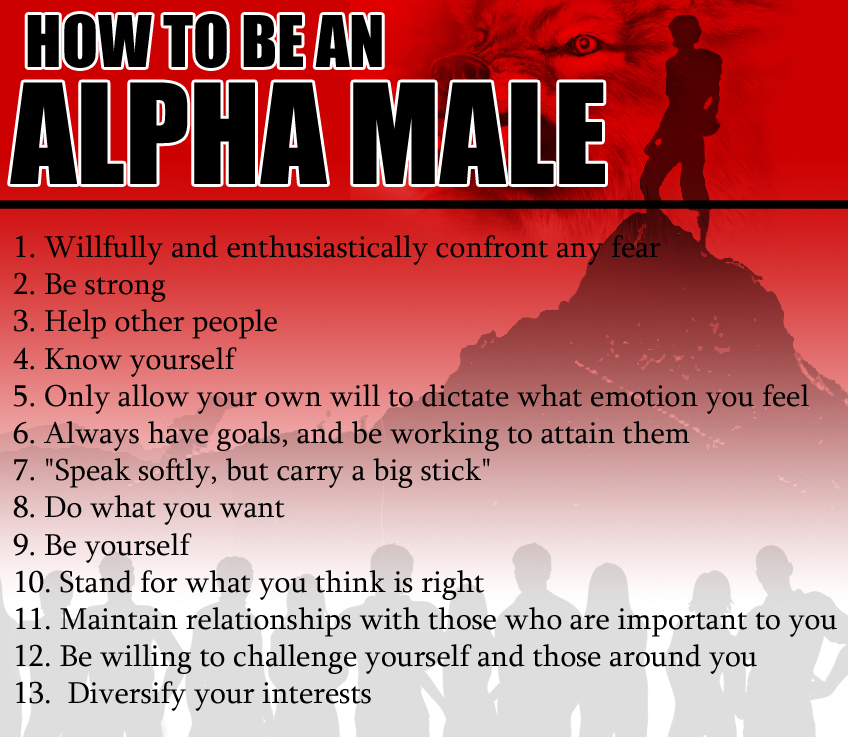 HOW TO BE AN
ALPHA MALE
1. Willfully and enthusiastically confront any fear
2. Be strong
3. Help other people
4. Know yourself
5. Only allow your own will to dictate what emotion you feel
6. Always have goals, and be working to attain them
7. "Speak softly, but carry a big stick"
8. Do what you want
9. Be yourself
10. Stand for what you think is right
11. Maintain relationships with those who are important to you
12. Be willing to challenge yourself and those around you
13.  Diversify your interests